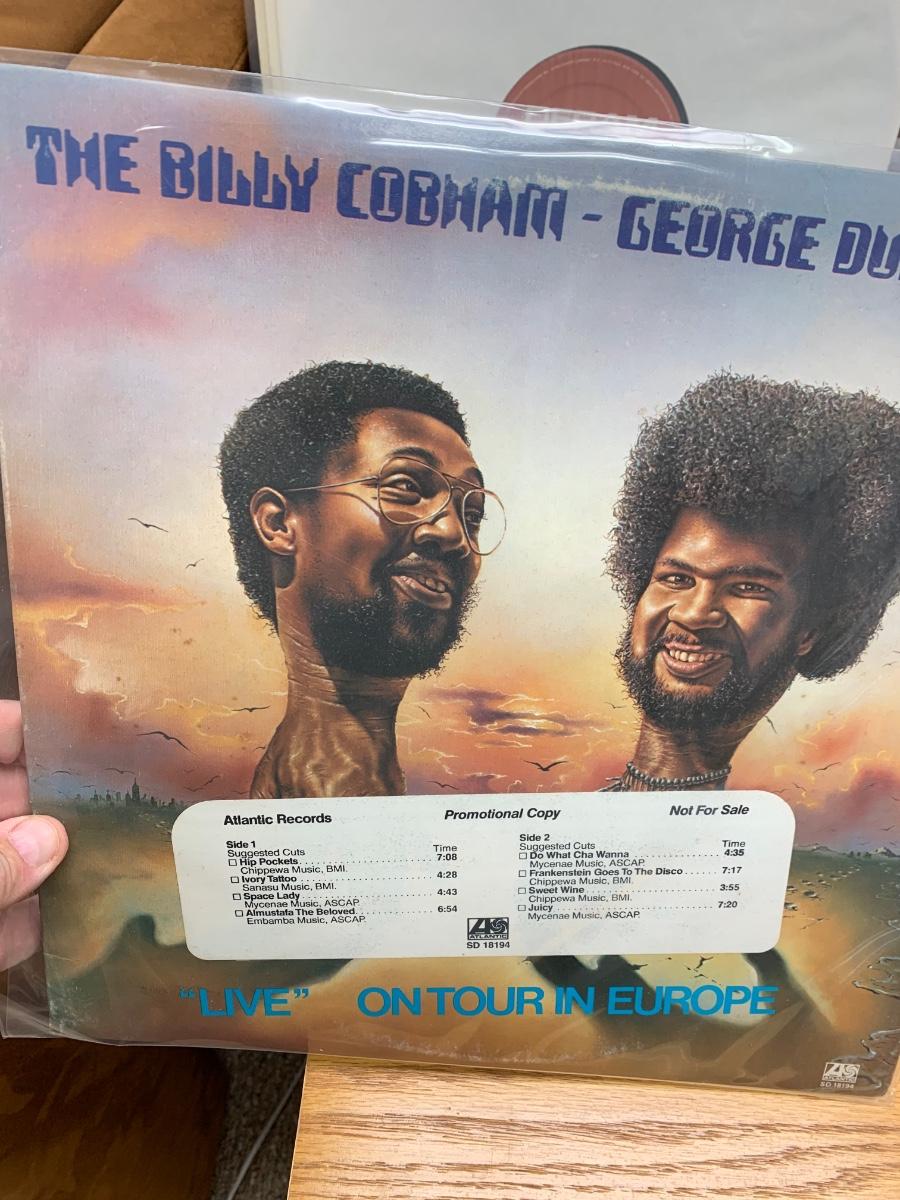 THE BILLY COBHAM - GEORGE DU
Atlantic Records Promotional Copy Not For Sale
Side 1
Suggested Cuts Time
Hip Pockets 7:08
Chippewa Music, BMI.
Ivory Tattoo 4:28
Sanasu Music, BMI.
Space Lady 4:43
Mycenae Music, ASCAP
Almustafa The Beloved 6:54
Embamba Music, ASCAP.
Side 2
Suggested Cuts Time
Do What Cha Wanna 4:35
Mycenae Music, ASCAP.
Frankenstein Goes To The Disco 7:17
Chippewa Music, BMI.
Sweet Wine 3:55
Chippewa Music, BMI.
Juicy 7:20
Mycenae Music, ASCAP.
ATLANTIC
SD 18194
"LIVE" ON TOUR IN EUROPE
ATLANTIC
SD 18194